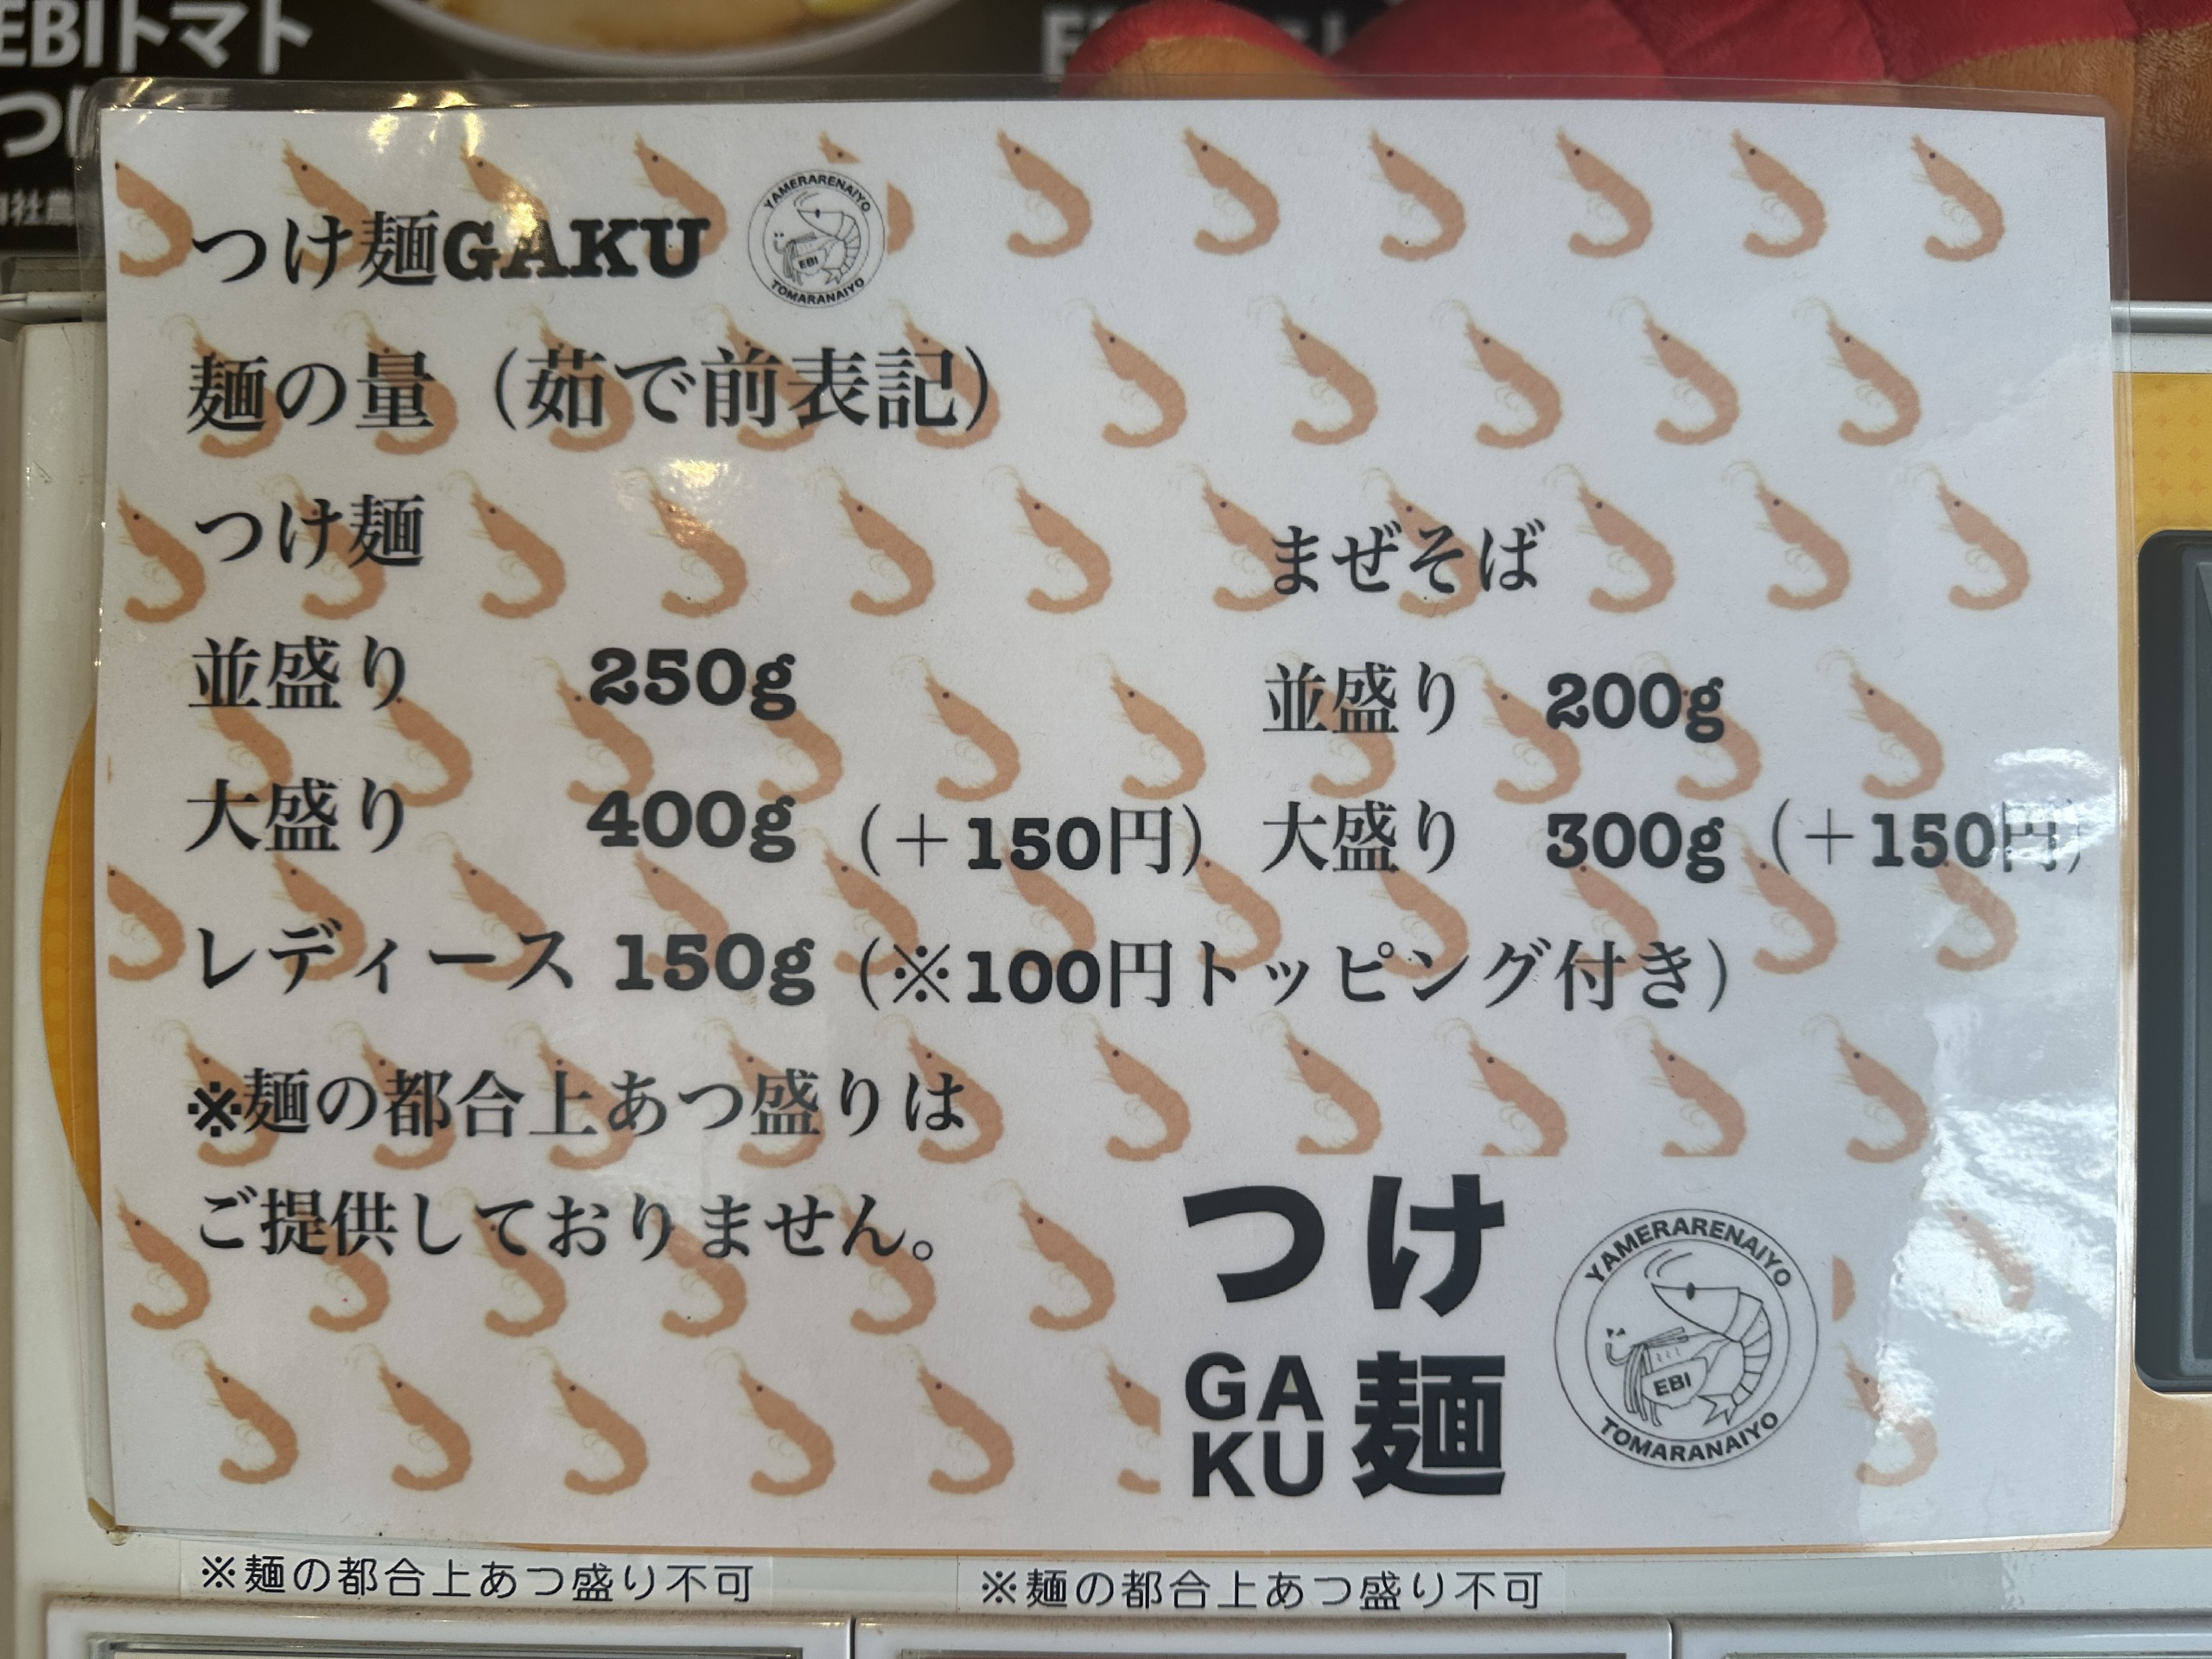 EBIトマト
つけ麺GAKU
YAMERARENAIYO
EBI
TOMARANAIYO
麺の量（茹で前表記）
つけ麺
まぜそば
並盛り 250g
並盛り 200g
大盛り 400g （＋150円）
大盛り 300g （＋150円）
レディース 150g （※100円トッピング付き）
※麺の都合上あつ盛りは
ご提供しておりません。
つけ
麺
GA
KU
YAMERARENAIYO
EBI
TOMARANAIYO
※麺の都合上あつ盛り不可
※麺の都合上あつ盛り不可